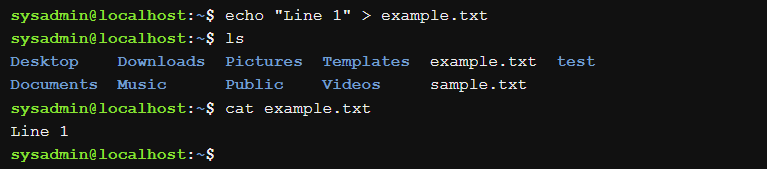 sysadmin@localhost:~$ echo "Line 1" > example.txt
sysadmin@localhost:~$ ls
Desktop    Downloads  Pictures  Templates  example.txt  test
Documents  Music      Public    Videos     sample.txt
sysadmin@localhost:~$ cat example.txt
Line 1
sysadmin@localhost:~$